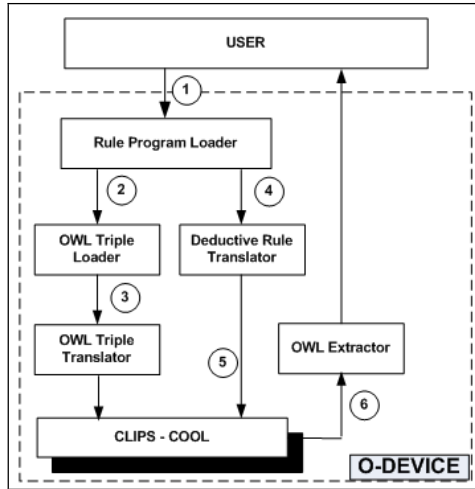 USER
1
Rule Program Loader
2
4
OWL Triple
Loader
Deductive Rule
Translator
3
OWL Triple
Translator
5
OWL Extractor
6
CLIPS - COOL
O-DEVICE